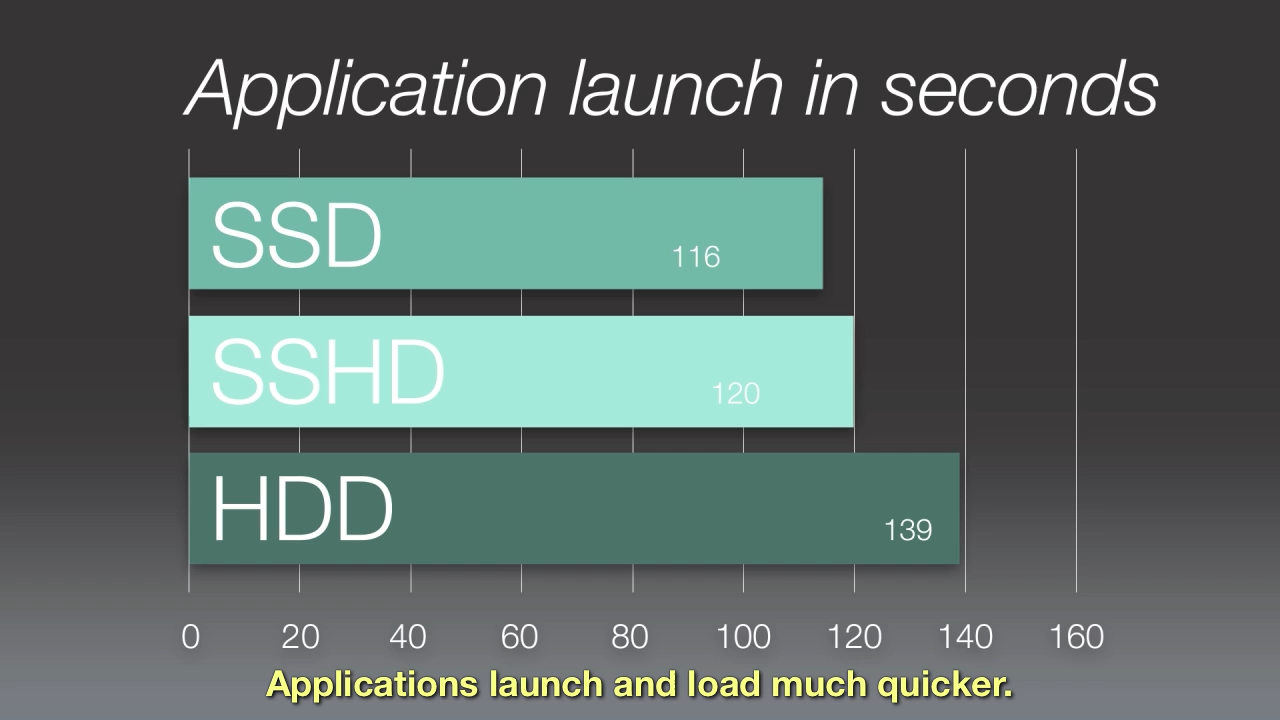 Application launch in seconds
SSD
116
SSHD
120
HDD
139
0 20 40 60 80 100 120 140 160
Applications launch and load much quicker.